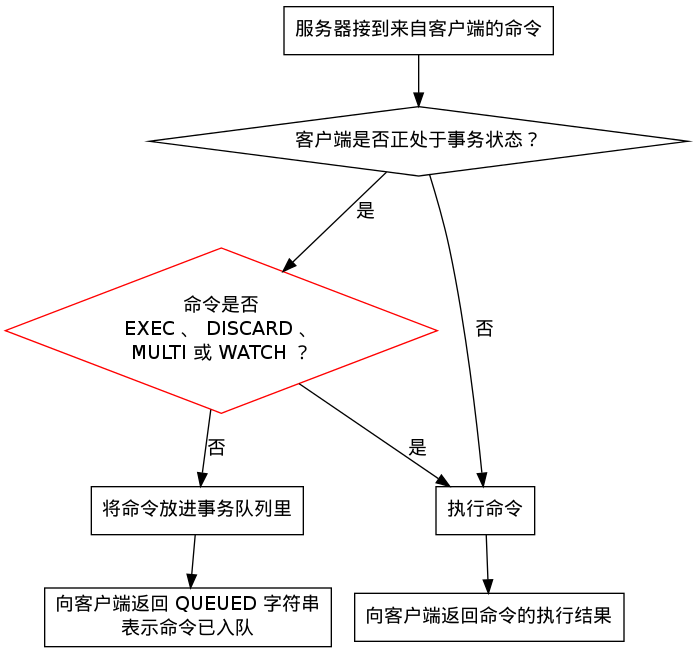 服务器接到来自客户端的命令
客户端是否正处于事务状态？
是
命令是否
EXEC 、 DISCARD 、
MULTI 或 WATCH ？
否
否
是
将命令放进事务队列里
执行命令
向客户端返回 QUEUED 字符串
表示命令已入队
向客户端返回命令的执行结果